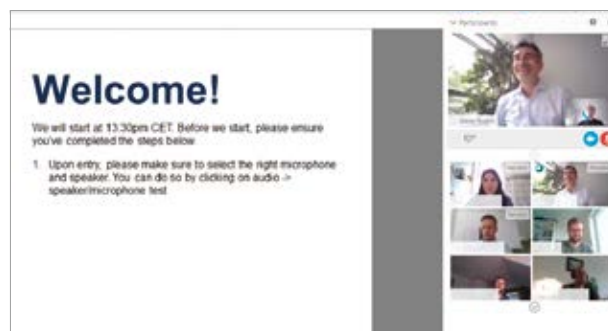 Participants
Welcome!
We will start at 13:30pm CET. Before we start, please ensure
you've completed the steps below
1. Upon entry, please make sure to select the right microphone
and speaker. You can do so by clicking on audio ->
speaker/microphone test